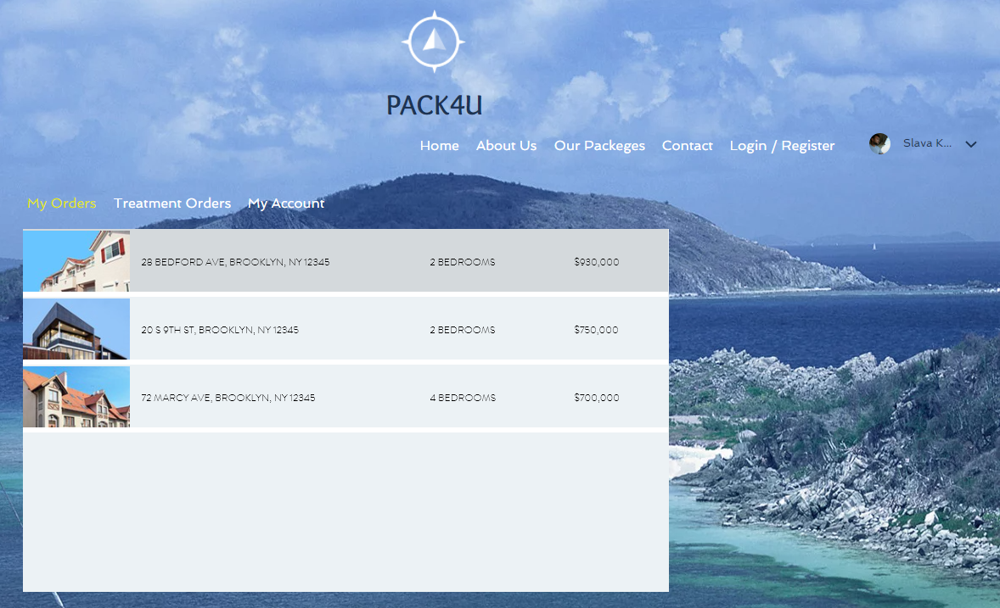 PACK4U
Home About Us Our Packeges Contact Login / Register Slava K...
My Orders Treatment Orders My Account
28 BEDFORD AVE, BROOKLYN, NY 12345 2 BEDROOMS $930,000
20 S 9TH ST, BROOKLYN, NY 12345 2 BEDROOMS $750,000
72 MARCY AVE, BROOKLYN, NY 12345 4 BEDROOMS $700,000